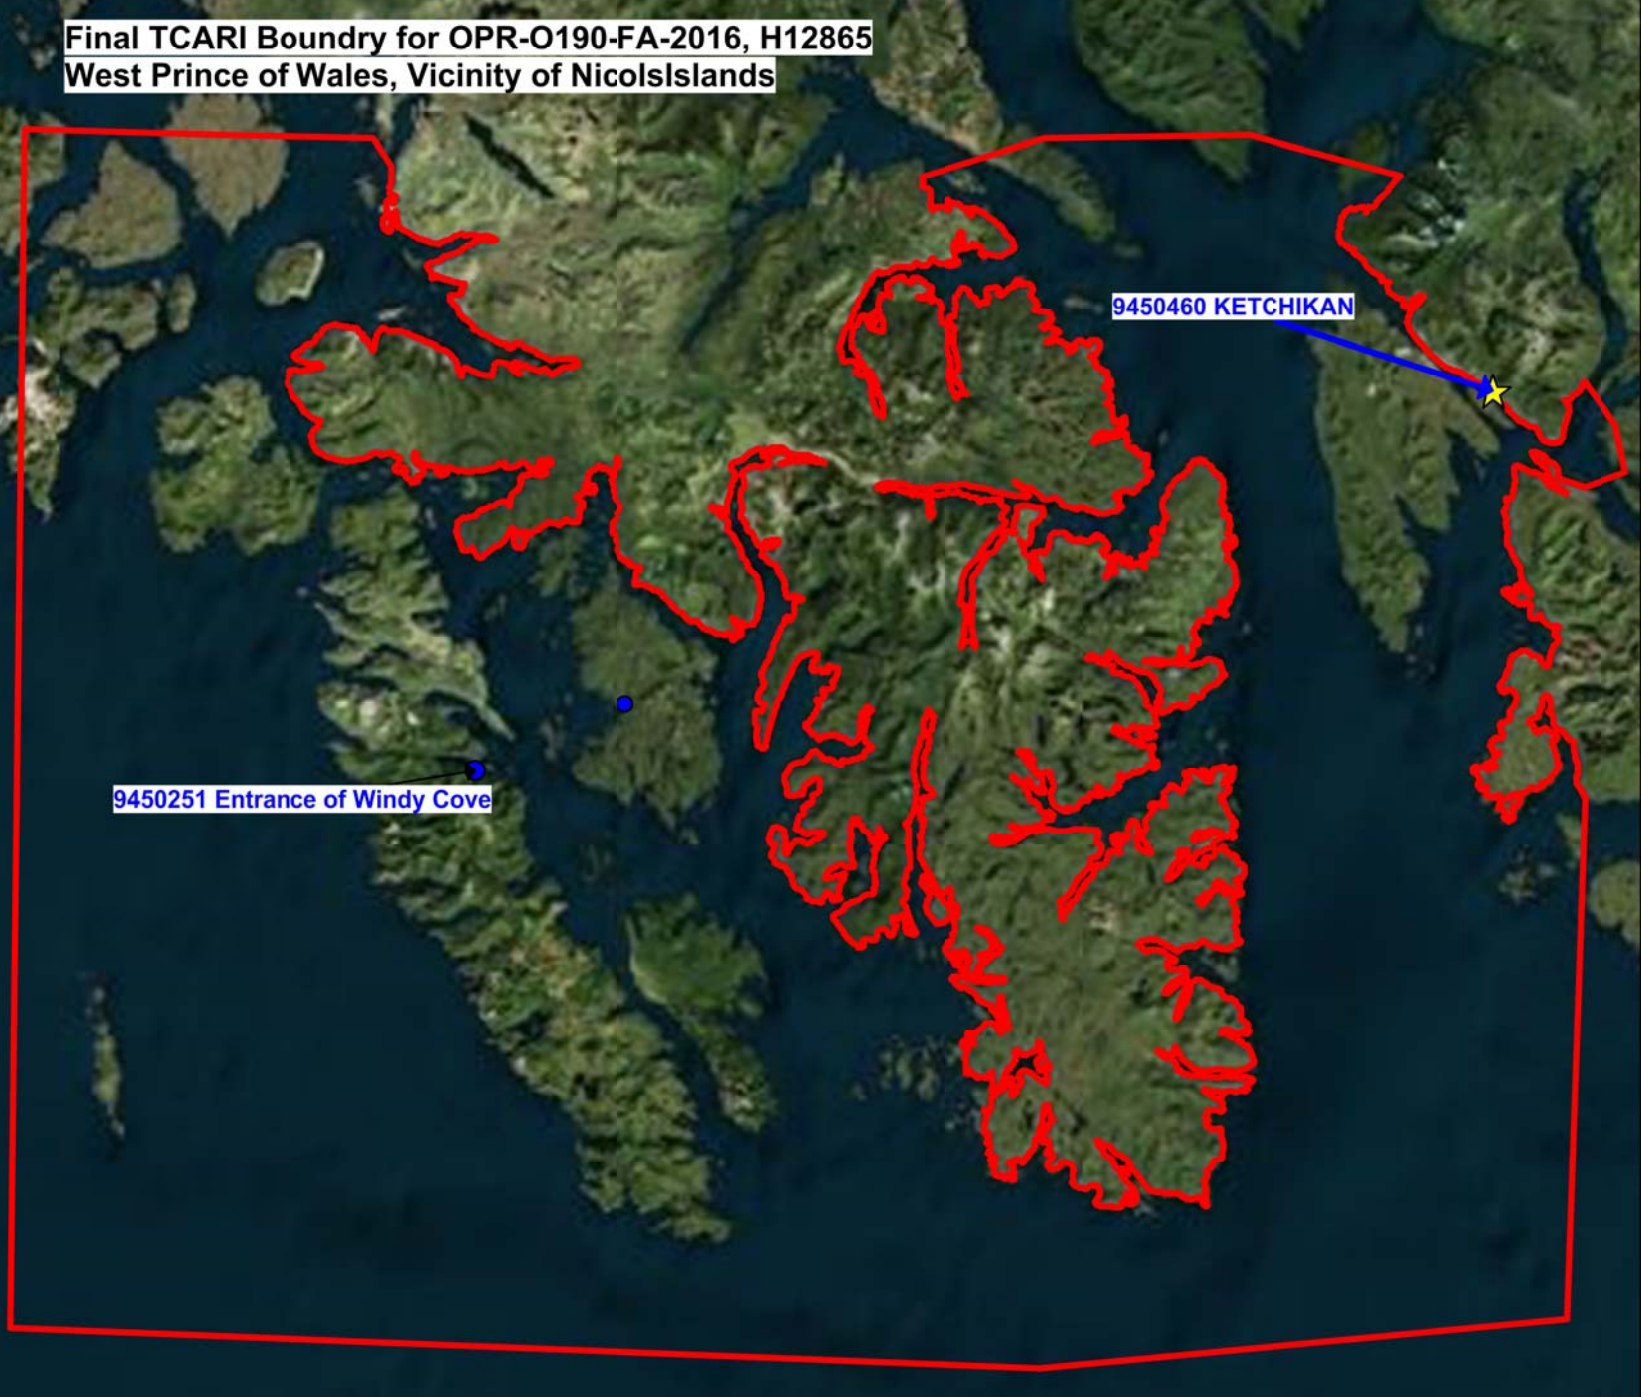 Final TCARI Boundry for OPR-O190-FA-2016, H12865
West Prince of Wales, Vicinity of NicolsIslands
9450460 KETCHIKAN
9450251 Entrance of Windy Cove